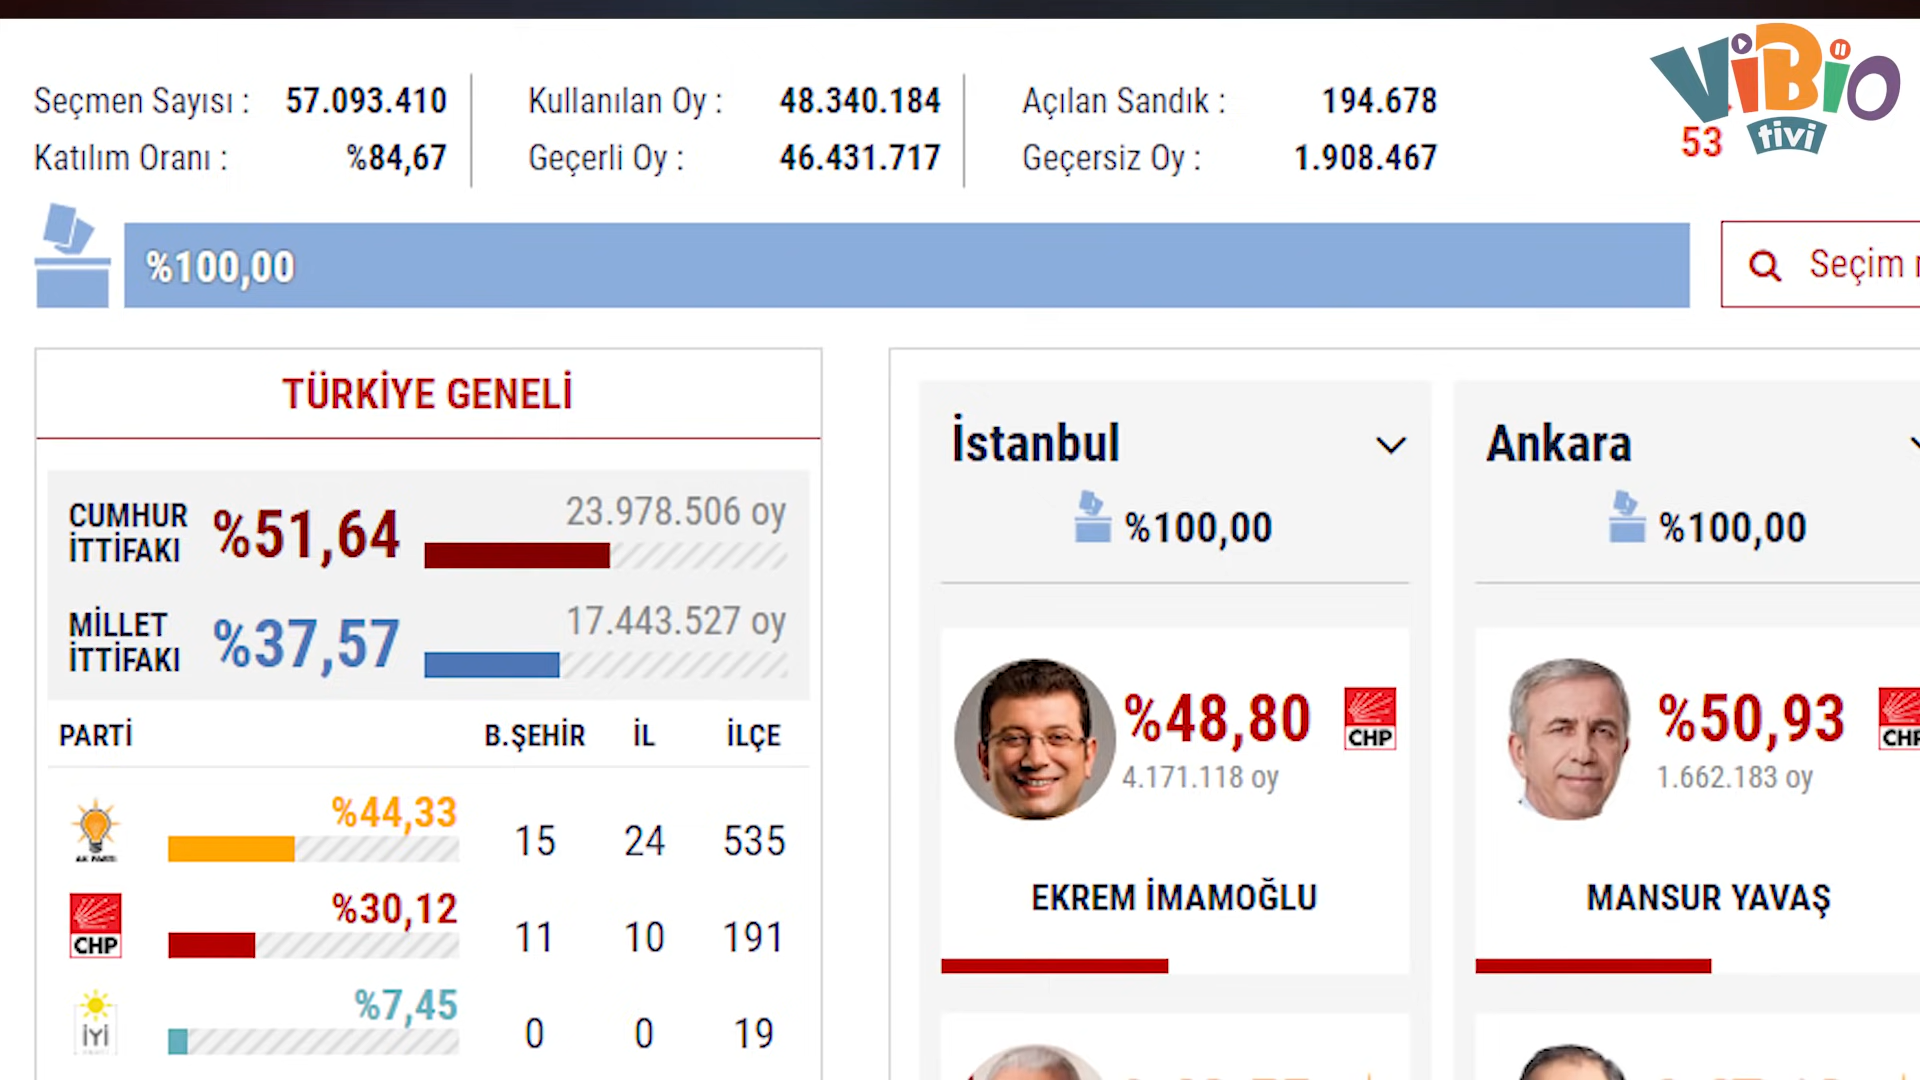 Seçmen Sayısı : 57.093.410
Katılım Oranı : %84,67
Kullanılan Oy : 48.340.184
Geçerli Oy : 46.431.717
Açılan Sandık : 194.678
Geçersiz Oy : 1.908.467
53
ViBiO
tivi
%100,00
Seçim
TÜRKİYE GENELİ
CUMHUR
İTTİFAKI
%51,64
23.978.506 oy
MİLLET
İTTİFAKI
%37,57
17.443.527 oy
PARTİ B.ŞEHİR İL İLÇE
AK PARTİ
%44,33 15 24 535
CHP
%30,12 11 10 191
İYİ
%7,45 0 0 19
İstanbul
%100,00
%48,80
CHP
4.171.118 oy
EKREM İMAMOĞLU
Ankara
%100,00
%50,93
CHP
1.662.183 oy
MANSUR YAVAŞ